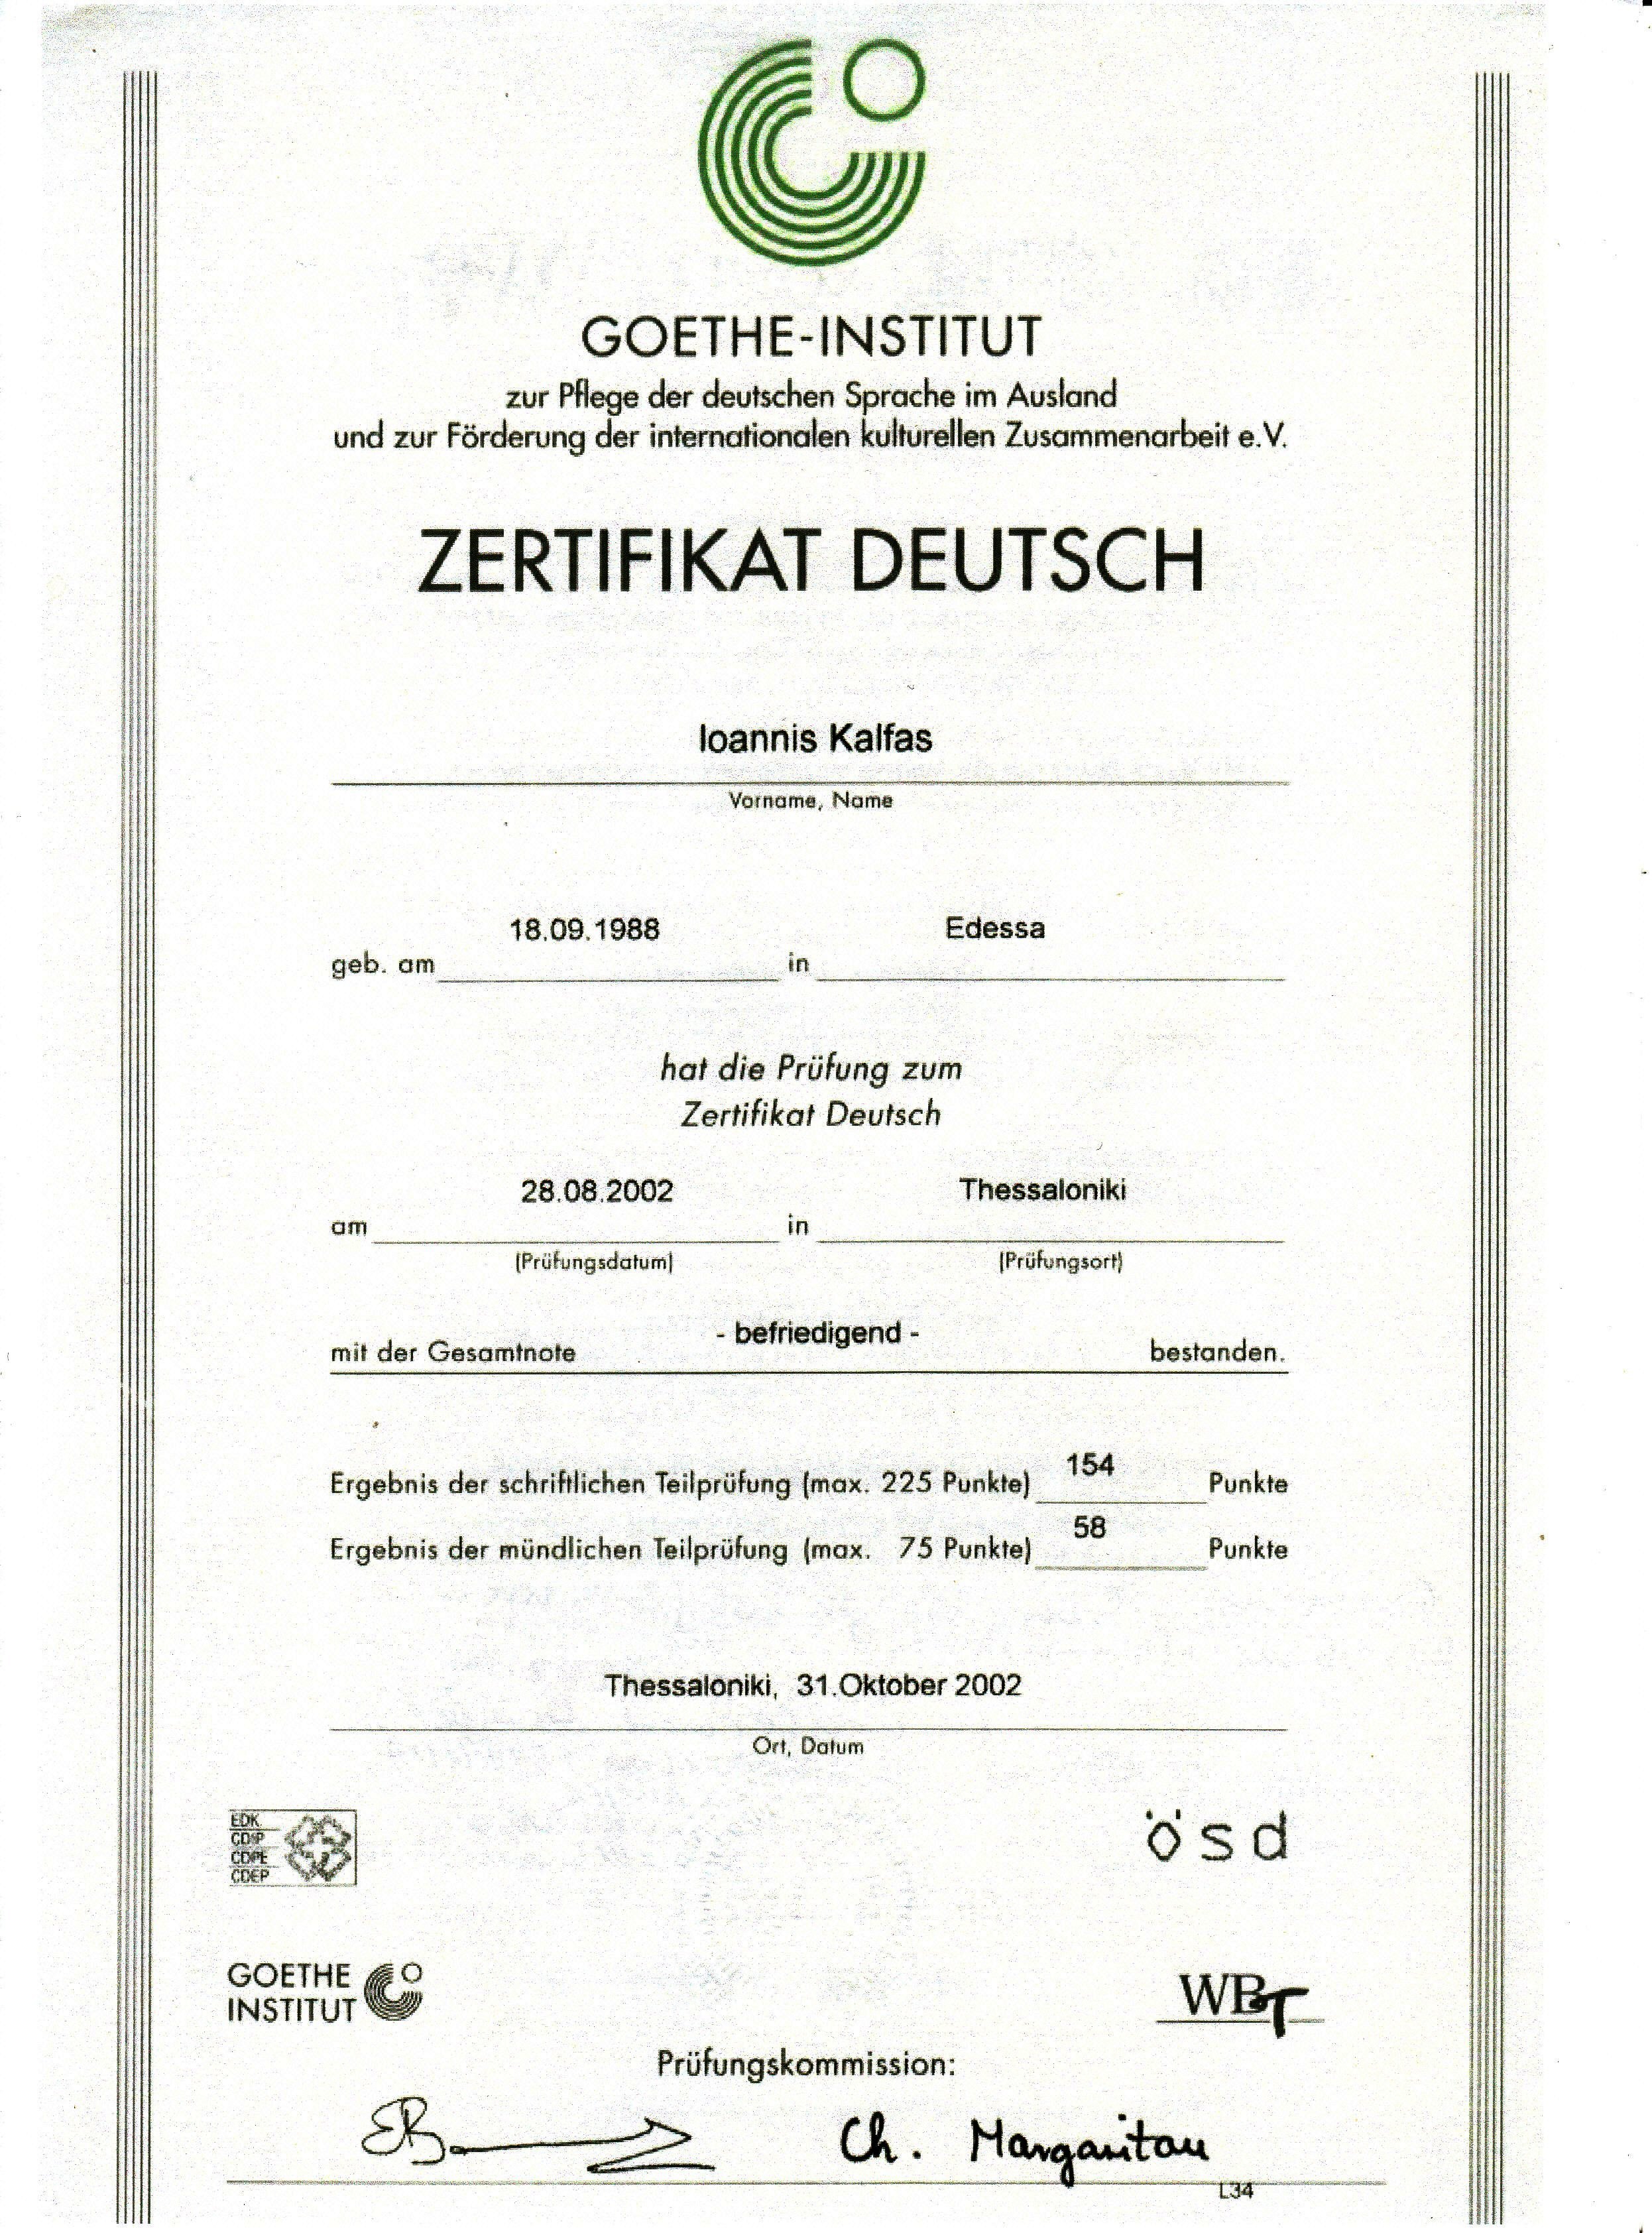 GOETHE-INSTITUT
zur Pflege der deutschen Sprache im Ausland
und zur Förderung der internationalen kulturellen Zusammenarbeit e.V.
ZERTIFIKAT DEUTSCH
Ioannis Kalfas
Vorname, Name
18.09.1988 Edessa
geb. am in
hat die Prüfung zum
Zertifikat Deutsch
28.08.2002 Thessaloniki
am in
(Prüfungsdatum) (Prüfungsort)
- befriedigend -
mit der Gesamtnote bestanden.
154
Ergebnis der schriftlichen Teilprüfung (max. 225 Punkte) Punkte
58
Ergebnis der mündlichen Teilprüfung (max. 75 Punkte) Punkte
Thessaloniki, 31.Oktober 2002
Ort, Datum
EDK
CDIP
CDPE
CDEP
ösd
GOETHE
INSTITUT
WBT
Prüfungskommission:
Ch. Margaritou
L34